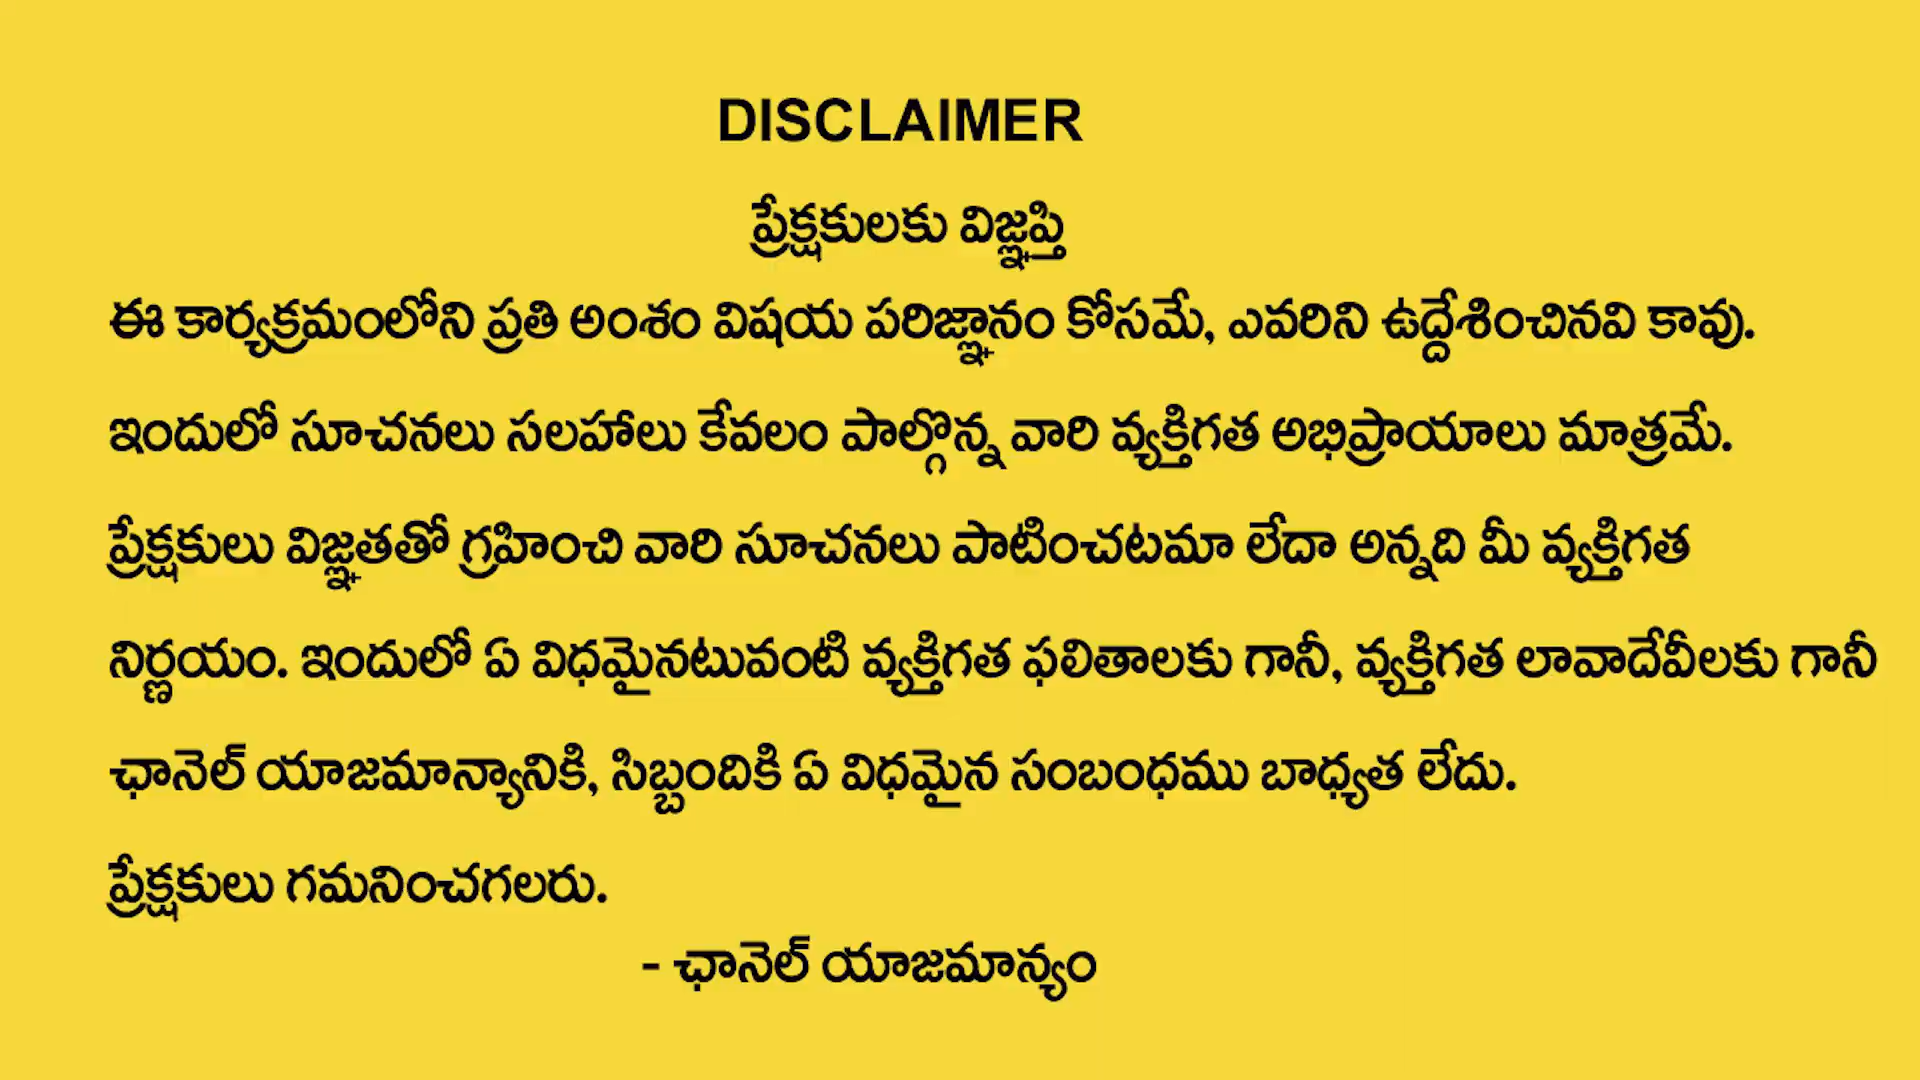 DISCLAIMER
ప్రేక్షకులకు విజ్ఞప్తి
ఈ కార్యక్రమంలోని ప్రతి అంశం విషయ పరిజ్ఞానం కోసమే, ఎవరిని ఉద్దేశించినవి కావు.
ఇందులో సూచనలు సలహాలు కేవలం పాల్గొన్న వారి వ్యక్తిగత అభిప్రాయాలు మాత్రమే.
ప్రేక్షకులు విజ్ఞతతో గ్రహించి వారి సూచనలు పాటించటమా లేదా అన్నది మీ వ్యక్తిగత
నిర్ణయం. ఇందులో ఏ విధమైనటువంటి వ్యక్తిగత ఫలితాలకు గానీ, వ్యక్తిగత లావాదేవీలకు గానీ
ఛానెల్ యాజమాన్యానికి, సిబ్బందికి ఏ విధమైన సంబంధము బాధ్యత లేదు.
ప్రేక్షకులు గమనించగలరు.
- ఛానెల్ యాజమాన్యం